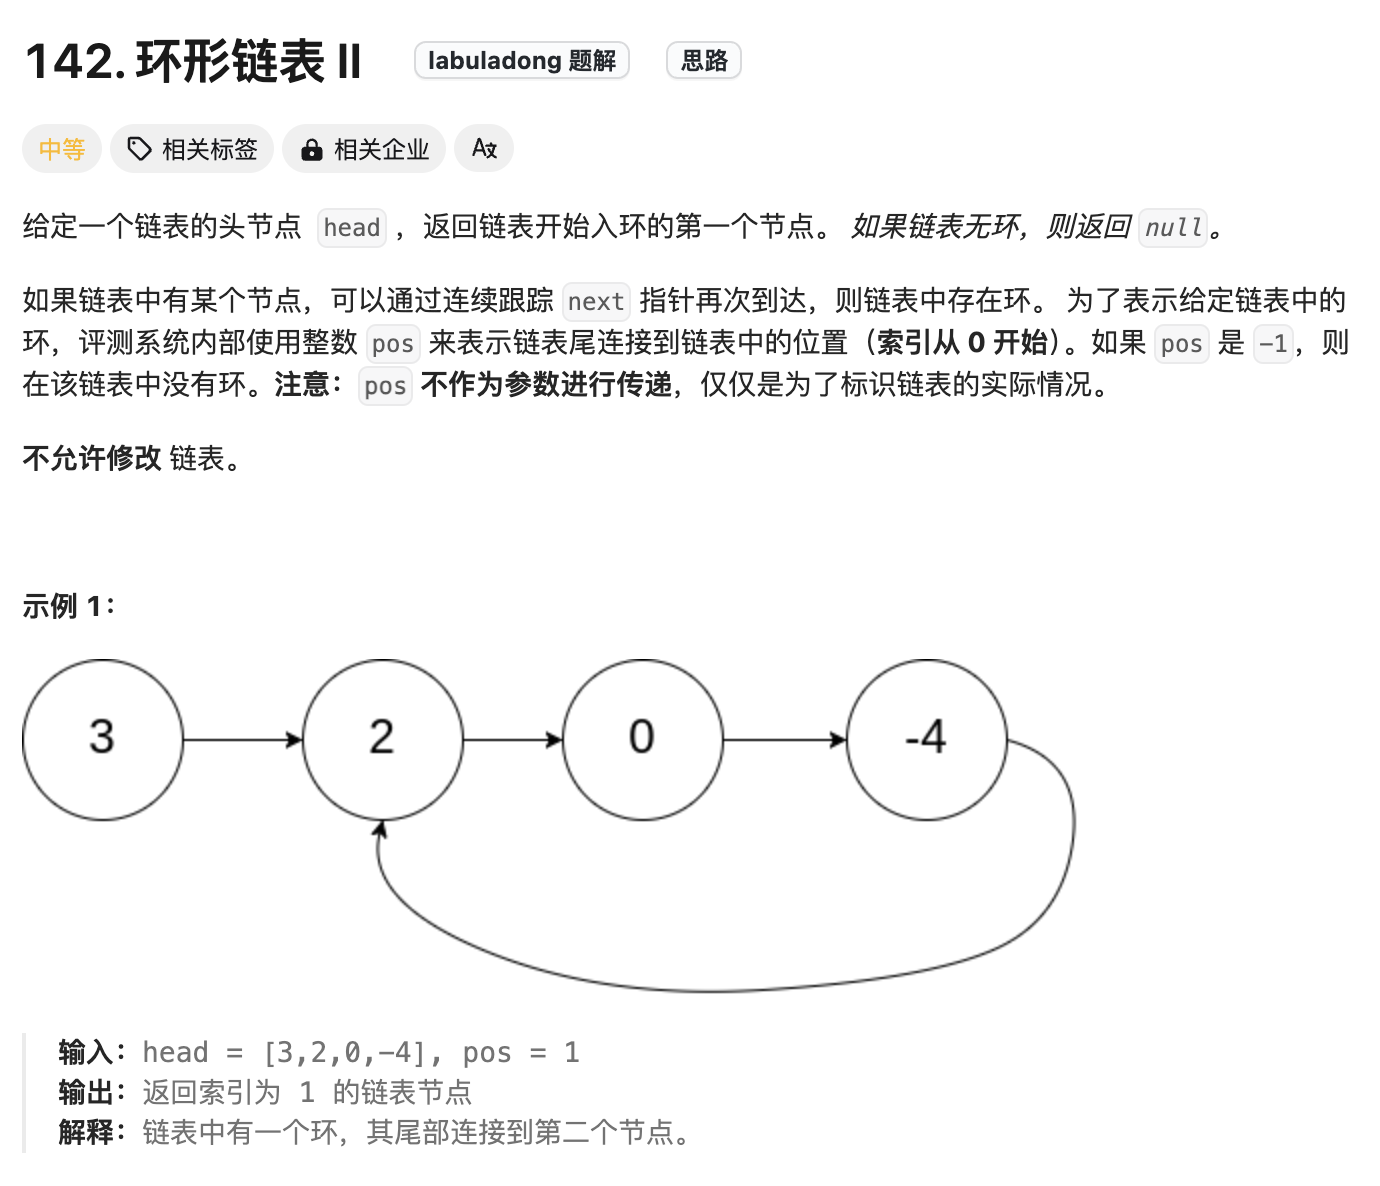 142. 环形链表 II labuladong 题解 思路
中等 相关标签 相关企业
给定一个链表的头节点 head ，返回链表开始入环的第一个节点。 如果链表无环，则返回 null。
如果链表中有某个节点，可以通过连续跟踪 next 指针再次到达，则链表中存在环。 为了表示给定链表中的
环，评测系统内部使用整数 pos 来表示链表尾连接到链表中的位置（索引从 0 开始）。如果 pos 是 -1，则
在该链表中没有环。注意：pos 不作为参数进行传递，仅仅是为了标识链表的实际情况。
不允许修改 链表。
示例 1：
3 2 0 -4
输入：head = [3,2,0,-4], pos = 1
输出：返回索引为 1 的链表节点
解释：链表中有一个环，其尾部连接到第二个节点。